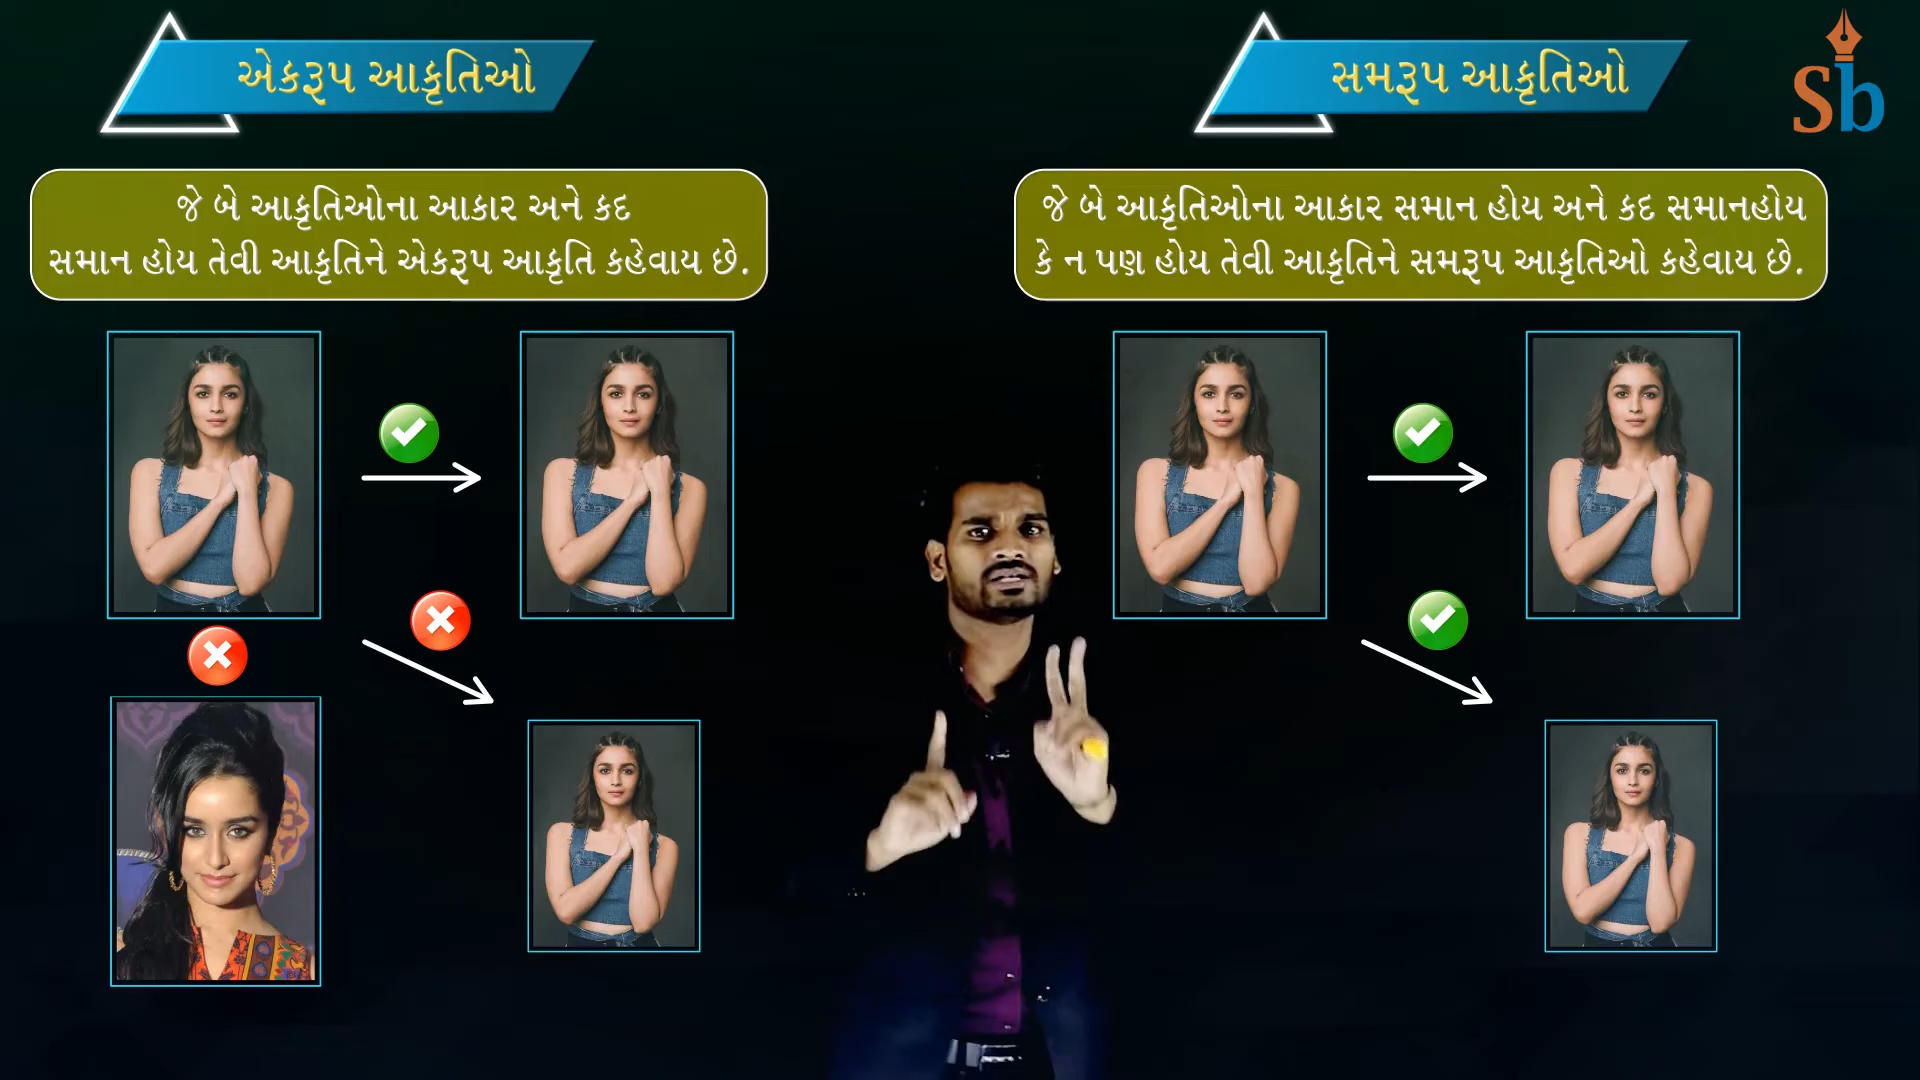 એકરૂપ આકૃતિઓ
જે બે આકૃતિઓના આકાર અને કદ
સમાન હોય તેવી આકૃતિને એકરૂપ આકૃતિ કહેવાય છે.
સમરૂપ આકૃતિઓ
જે બે આકૃતિઓના આકાર સમાન હોય અને કદ સમાનહોય
કે ન પણ હોય તેવી આકૃતિને સમરૂપ આકૃતિઓ કહેવાય છે.
Sb